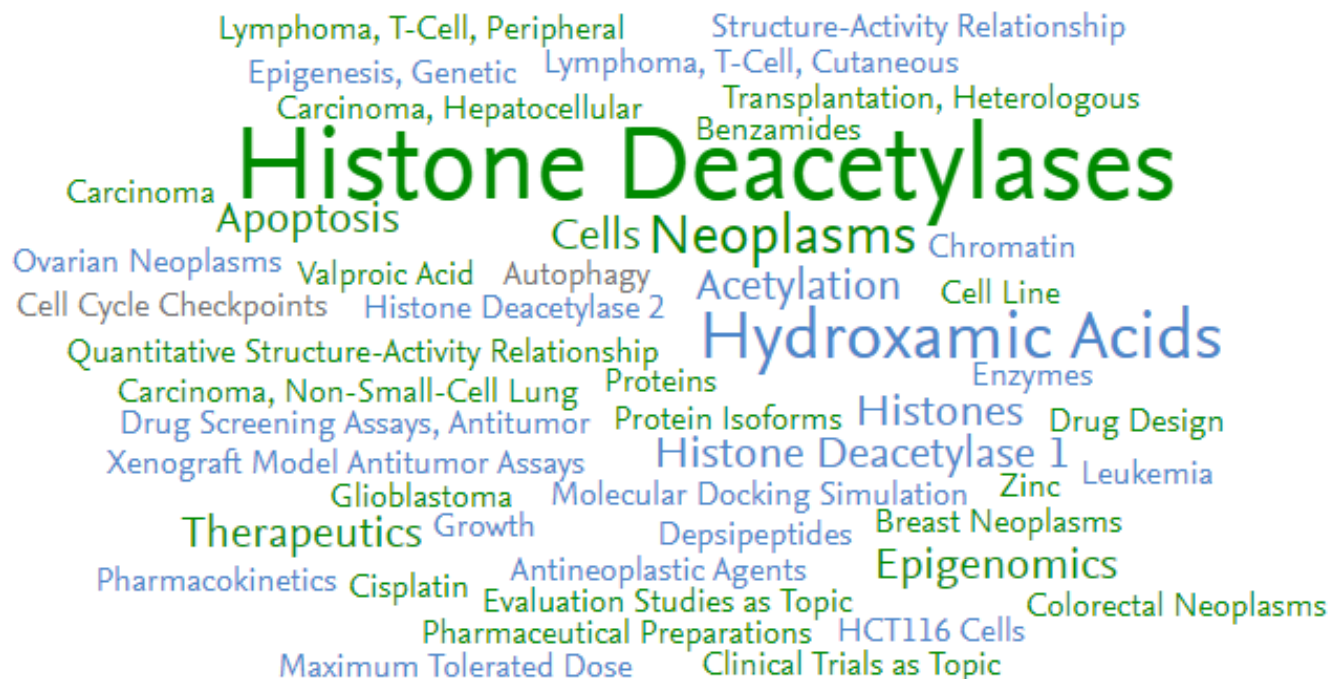 Lymphoma, T-Cell, Peripheral
Structure-Activity Relationship
Epigenesis, Genetic
Lymphoma, T-Cell, Cutaneous
Carcinoma, Hepatocellular
Transplantation, Heterologous
Benzamides
Histone Deacetylases
Carcinoma
Apoptosis
Cells
Neoplasms
Chromatin
Ovarian Neoplasms
Valproic Acid
Autophagy
Acetylation
Cell Line
Cell Cycle Checkpoints
Histone Deacetylase 2
Hydroxamic Acids
Quantitative Structure-Activity Relationship
Proteins
Enzymes
Carcinoma, Non-Small-Cell Lung
Protein Isoforms
Histones
Drug Design
Drug Screening Assays, Antitumor
Histone Deacetylase 1
Xenograft Model Antitumor Assays
Leukemia
Glioblastoma
Molecular Docking Simulation
Zinc
Therapeutics
Growth
Depsipeptides
Breast Neoplasms
Pharmacokinetics
Cisplatin
Antineoplastic Agents
Epigenomics
Evaluation Studies as Topic
Colorectal Neoplasms
Pharmaceutical Preparations
HCT116 Cells
Maximum Tolerated Dose
Clinical Trials as Topic